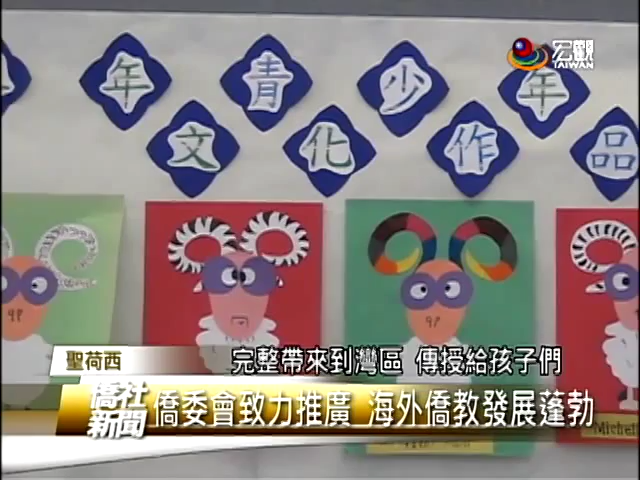 宏觀
TAIWAN
年青少年
文化作品
聖荷西
完整帶來到灣區 傳授給孩子們
僑社新聞
僑委會致力推廣 海外僑教發展蓬勃
Michel